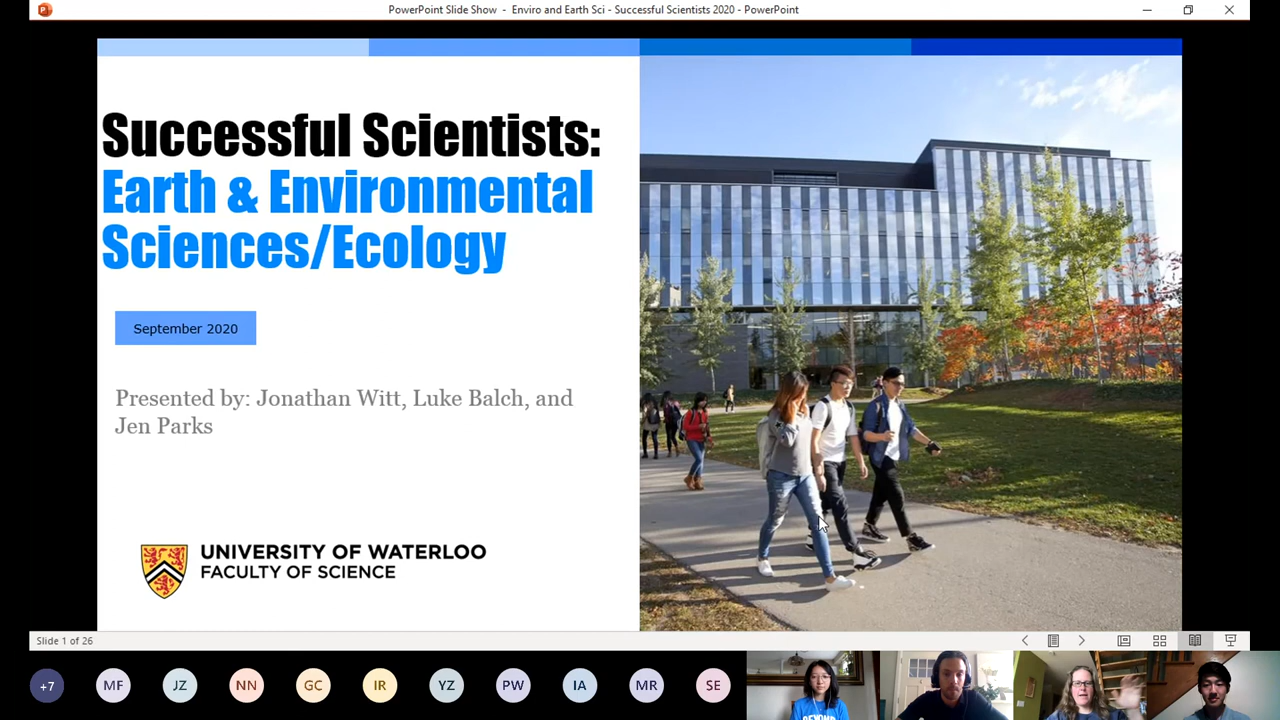 PowerPoint Slide Show - Enviro and Earth Sci - Successful Scientists 2020 - PowerPoint
Successful Scientists:
Earth & Environmental
Sciences/Ecology
September 2020
Presented by: Jonathan Witt, Luke Balch, and
Jen Parks
UNIVERSITY OF WATERLOO
FACULTY OF SCIENCE
Slide 1 of 26
+7 MF JZ NN GC IR YZ PW IA MR SE
BEYOND